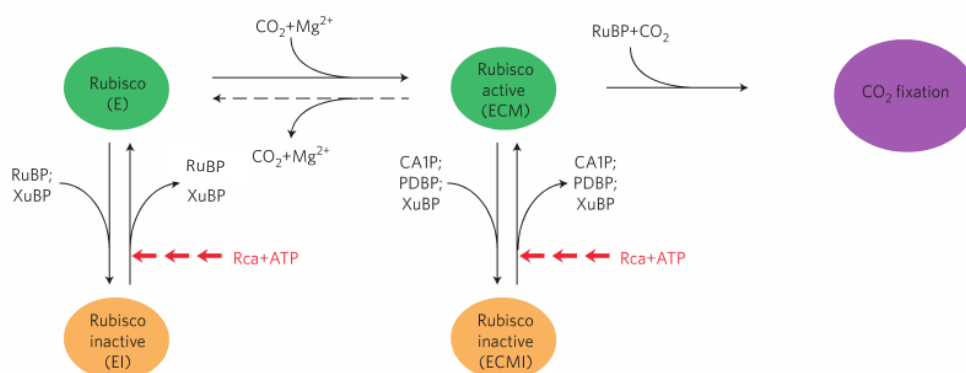 CO₂+Mg²⁺
RuBP+CO₂
Rubisco
(E)
Rubisco
active
(ECM)
CO₂ fixation
CO₂+Mg²⁺
RuBP;
XuBP
RuBP
XuBP
CA1P;
PDBP;
XuBP
CA1P;
PDBP;
XuBP
Rca+ATP
Rca+ATP
Rubisco
inactive
(EI)
Rubisco
inactive
(ECMI)